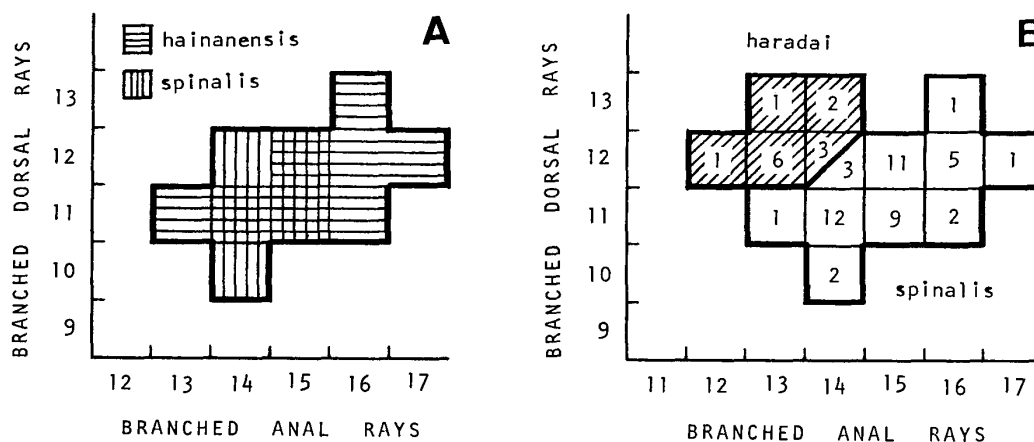 A
hainanensis
spinalis
BRANCHED DORSAL RAYS
13
12
11
10
9
12 13 14 15 16 17
BRANCHED ANAL RAYS
B
haradai
BRANCHED DORSAL RAYS
13
12
11
10
9
1 2 1
1 6 3 3 11 5 1
1 12 9 2
2
spinalis
11 12 13 14 15 16 17
BRANCHED ANAL RAYS